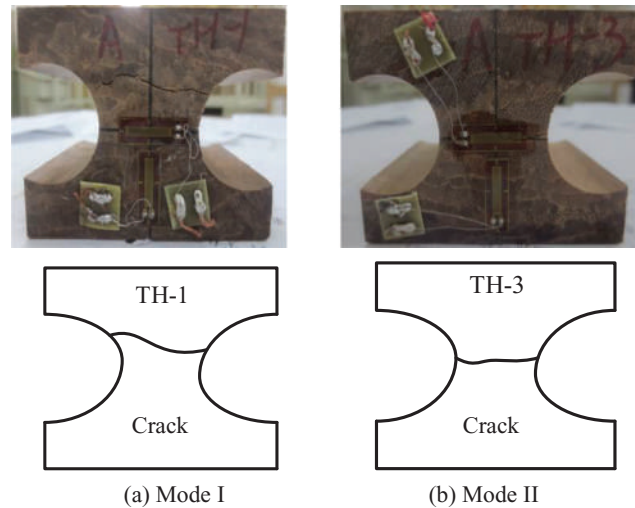 A TH-1
A TH-3
TH-1
Crack
(a) Mode I
TH-3
Crack
(b) Mode II